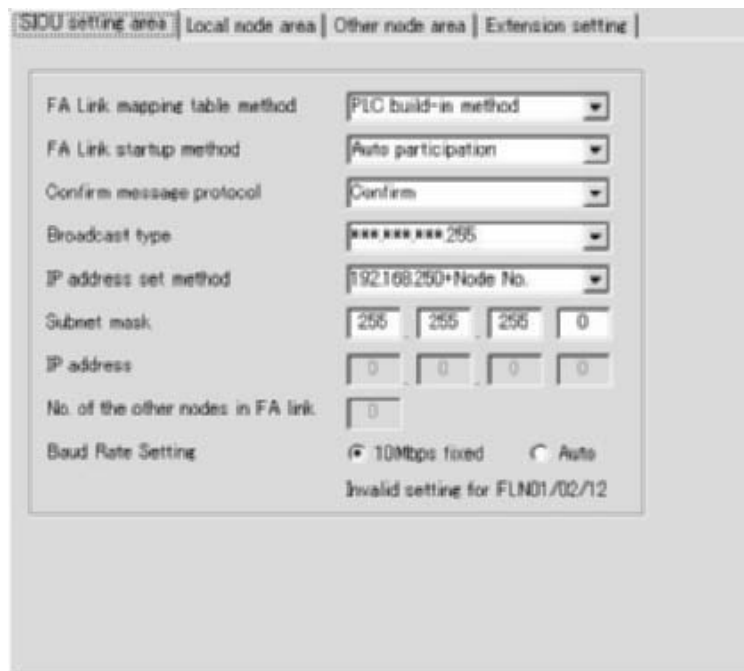 SIOU setting area Local node area Other node area Extension setting
FA Link mapping table method PLC build-in method
FA Link startup method Auto participation
Confirm message protocol Confirm
Broadcast type ***.***.***.255
IP address set method 192.168.250+Node No.
Subnet mask 255 . 255 . 255 . 0
IP address 0 . 0 . 0 . 0
No. of the other nodes in FA link 0
Baud Rate Setting 10Mbps fixed Auto
Invalid setting for FLN01/02/12